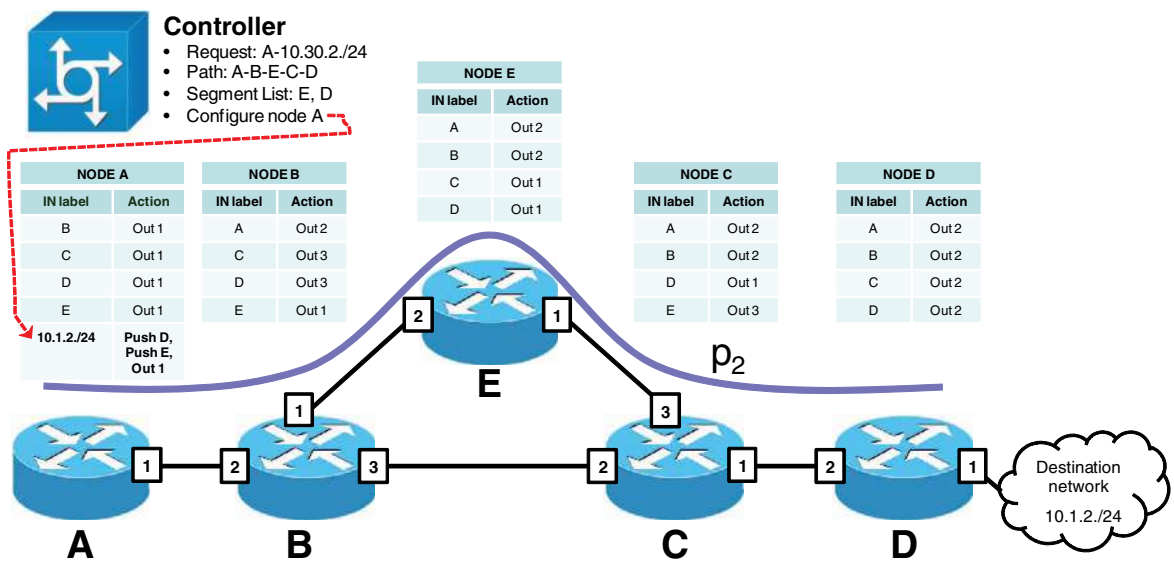 Controller
• Request: A-10.30.2./24
• Path: A-B-E-C-D
• Segment List: E, D
• Configure node A
NODE E
IN label Action
A Out 2
B Out 2
C Out 1
D Out 1
NODE A
IN label Action
B Out 1
C Out 1
D Out 1
E Out 1
10.1.2./24 Push D,
Push E,
Out 1
NODE B
IN label Action
A Out 2
C Out 3
D Out 3
E Out 1
NODE C
IN label Action
A Out 2
B Out 2
D Out 1
E Out 3
NODE D
IN label Action
A Out 2
B Out 2
C Out 2
D Out 2
2 1
E
p2
1 3
1 2 3 2 1 2 1
Destination
network
10.1.2./24
A B C D